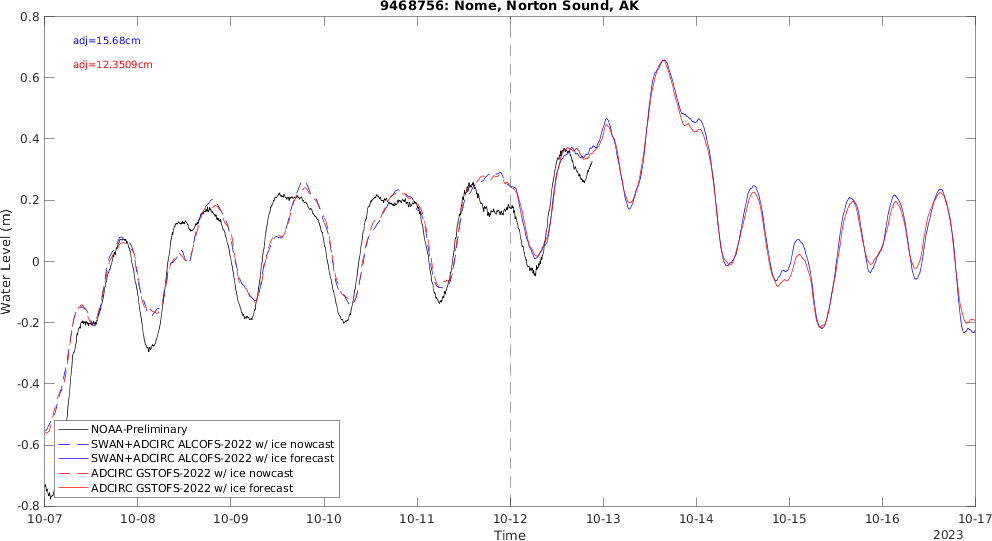 9468756: Nome, Norton Sound, AK
adj=15.68cm
adj=12.3509cm
Water Level (m)
0.8
0.6
0.4
0.2
0
-0.2
-0.4
-0.6
-0.8
NOAA-Preliminary
SWAN+ADCIRC ALCOFS-2022 w/ ice nowcast
SWAN+ADCIRC ALCOFS-2022 w/ ice forecast
ADCIRC GSTOFS-2022 w/ ice nowcast
ADCIRC GSTOFS-2022 w/ ice forecast
10-07 10-08 10-09 10-10 10-11 10-12 10-13 10-14 10-15 10-16 10-17
Time
2023